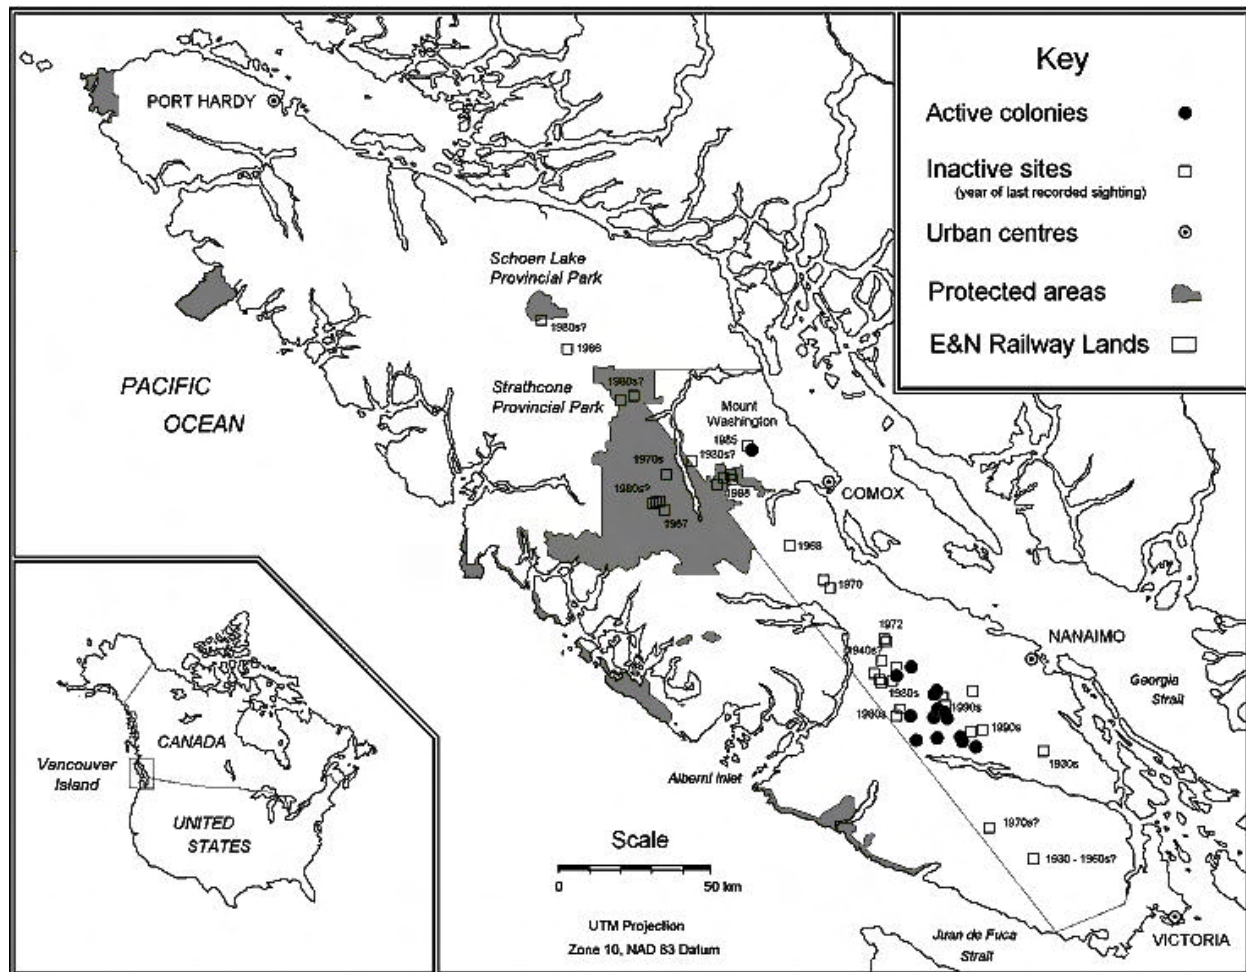 Key
Active colonies
Inactive sites
(year of last recorded sighting)
Urban centres
Protected areas
E&N Railway Lands
PORT HARDY
Schoen Lake
Provincial Park
1980s?
1986
PACIFIC
OCEAN
Strathcona
Provincial Park
1980s?
Mount
Washington
1985
1980s?
1970s
1980s?
1967
COMOX
1968
1970
1972
1940s?
NANAIMO
Georgia
Strait
1980s
1990s
1990s
1930s
Alberni Inlet
1970s?
1930 - 1960s?
Scale
0
50 km
UTM Projection
Zone 10, NAD 83 Datum
Juan de Fuca
Strait
VICTORIA
CANADA
Vancouver
Island
UNITED
STATES